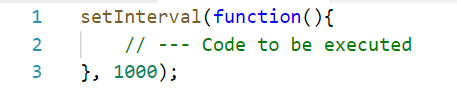 1 setInterval(function(){
2     // --- Code to be executed
3 }, 1000);